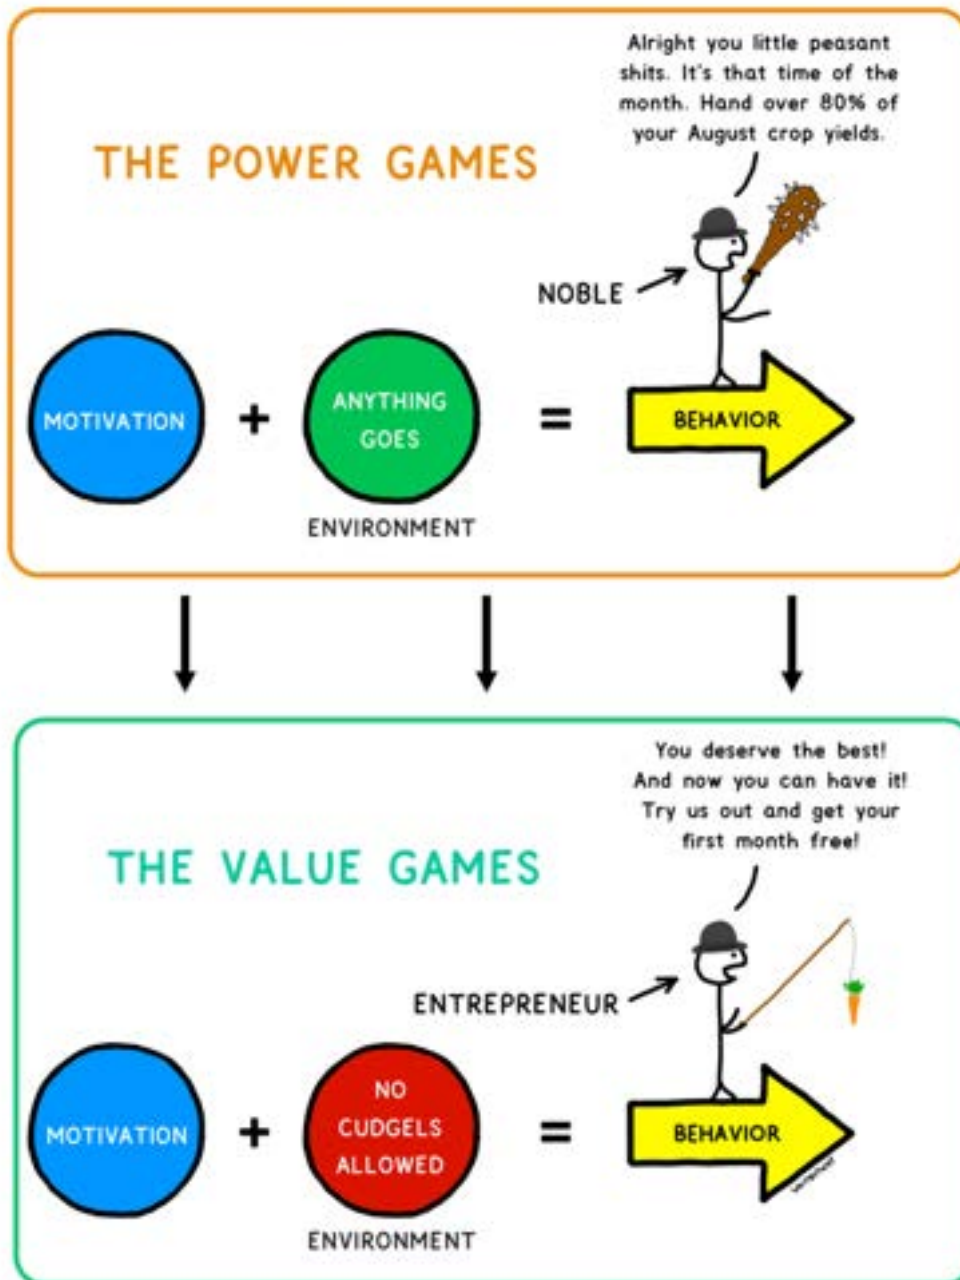 Alright you little peasant
shits. It's that time of the
month. Hand over 80% of
your August crop yields.
THE POWER GAMES
NOBLE
MOTIVATION
+
ANYTHING
GOES
=
BEHAVIOR
ENVIRONMENT
You deserve the best!
And now you can have it!
Try us out and get your
first month free!
THE VALUE GAMES
ENTREPRENEUR
MOTIVATION
+
NO
CUDGELS
ALLOWED
=
BEHAVIOR
ENVIRONMENT